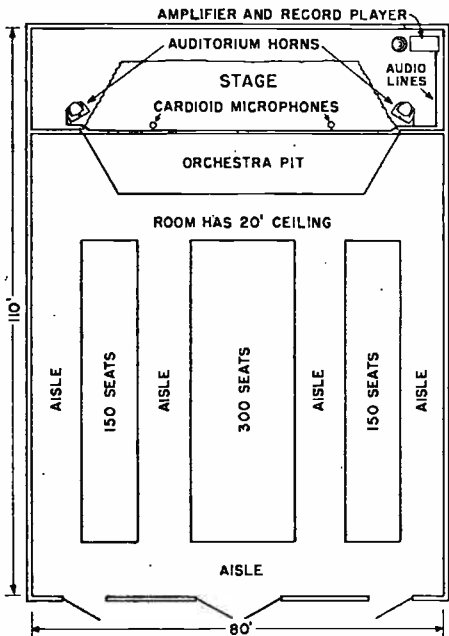 AMPLIFIER AND RECORD PLAYER
AUDITORIUM HORNS
STAGE
AUDIO
LINES
CARDIOID MICROPHONES
ORCHESTRA PIT
ROOM HAS 20' CEILING
110'
AISLE
150 SEATS
AISLE
300 SEATS
AISLE
150 SEATS
AISLE
AISLE
80'